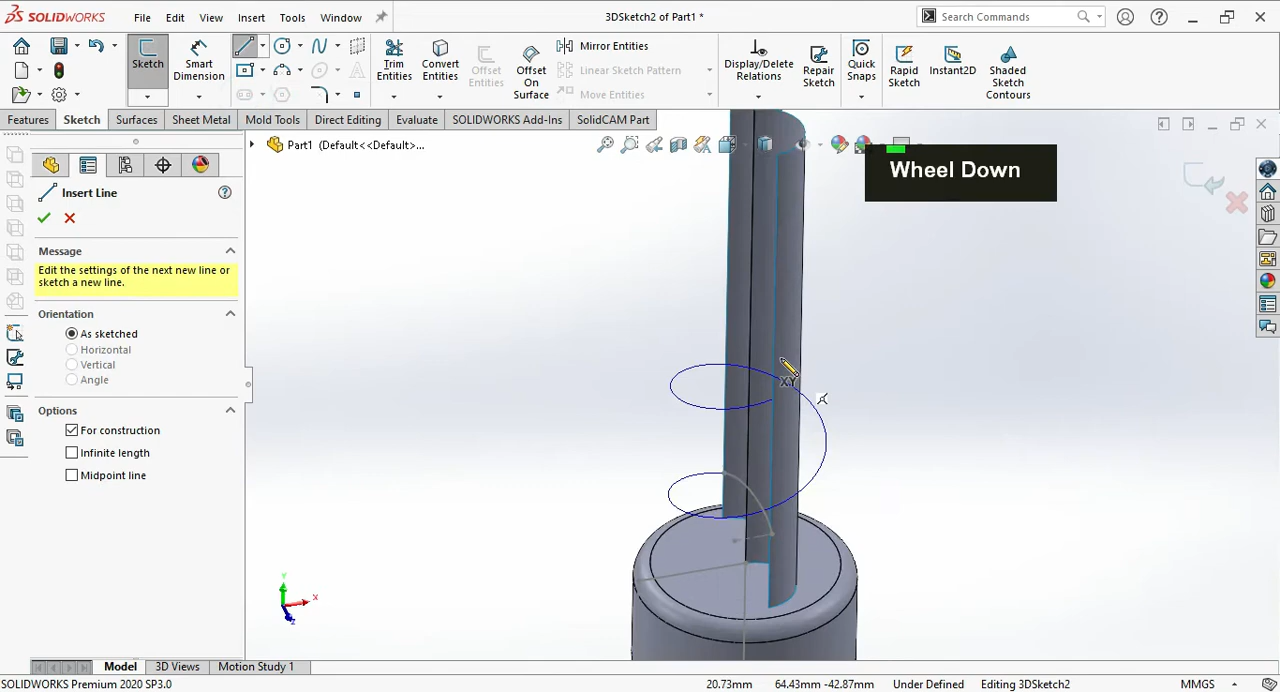 SOLIDWORKS File Edit View Insert Tools Window 3DSketch2 of Part1 * Search Commands
Sketch Smart Dimension Trim Entities Convert Entities Offset Entities Offset On Surface Mirror Entities Linear Sketch Pattern Move Entities Display/Delete Relations Repair Sketch Quick Snaps Rapid Sketch Instant2D Shaded Sketch Contours
Features Sketch Surfaces Sheet Metal Mold Tools Direct Editing Evaluate SOLIDWORKS Add-Ins SolidCAM Part
Part1 (Default<<Default>...
Wheel Down
Insert Line
Message
Edit the settings of the next new line or
sketch a new line.
Orientation
As sketched
Horizontal
Vertical
Angle
Options
For construction
Infinite length
Midpoint line
XY
Y
X
Z
Model 3D Views Motion Study 1
SOLIDWORKS Premium 2020 SP3.0 20.73mm 64.43mm -42.87mm Under Defined Editing 3DSketch2 MMGS